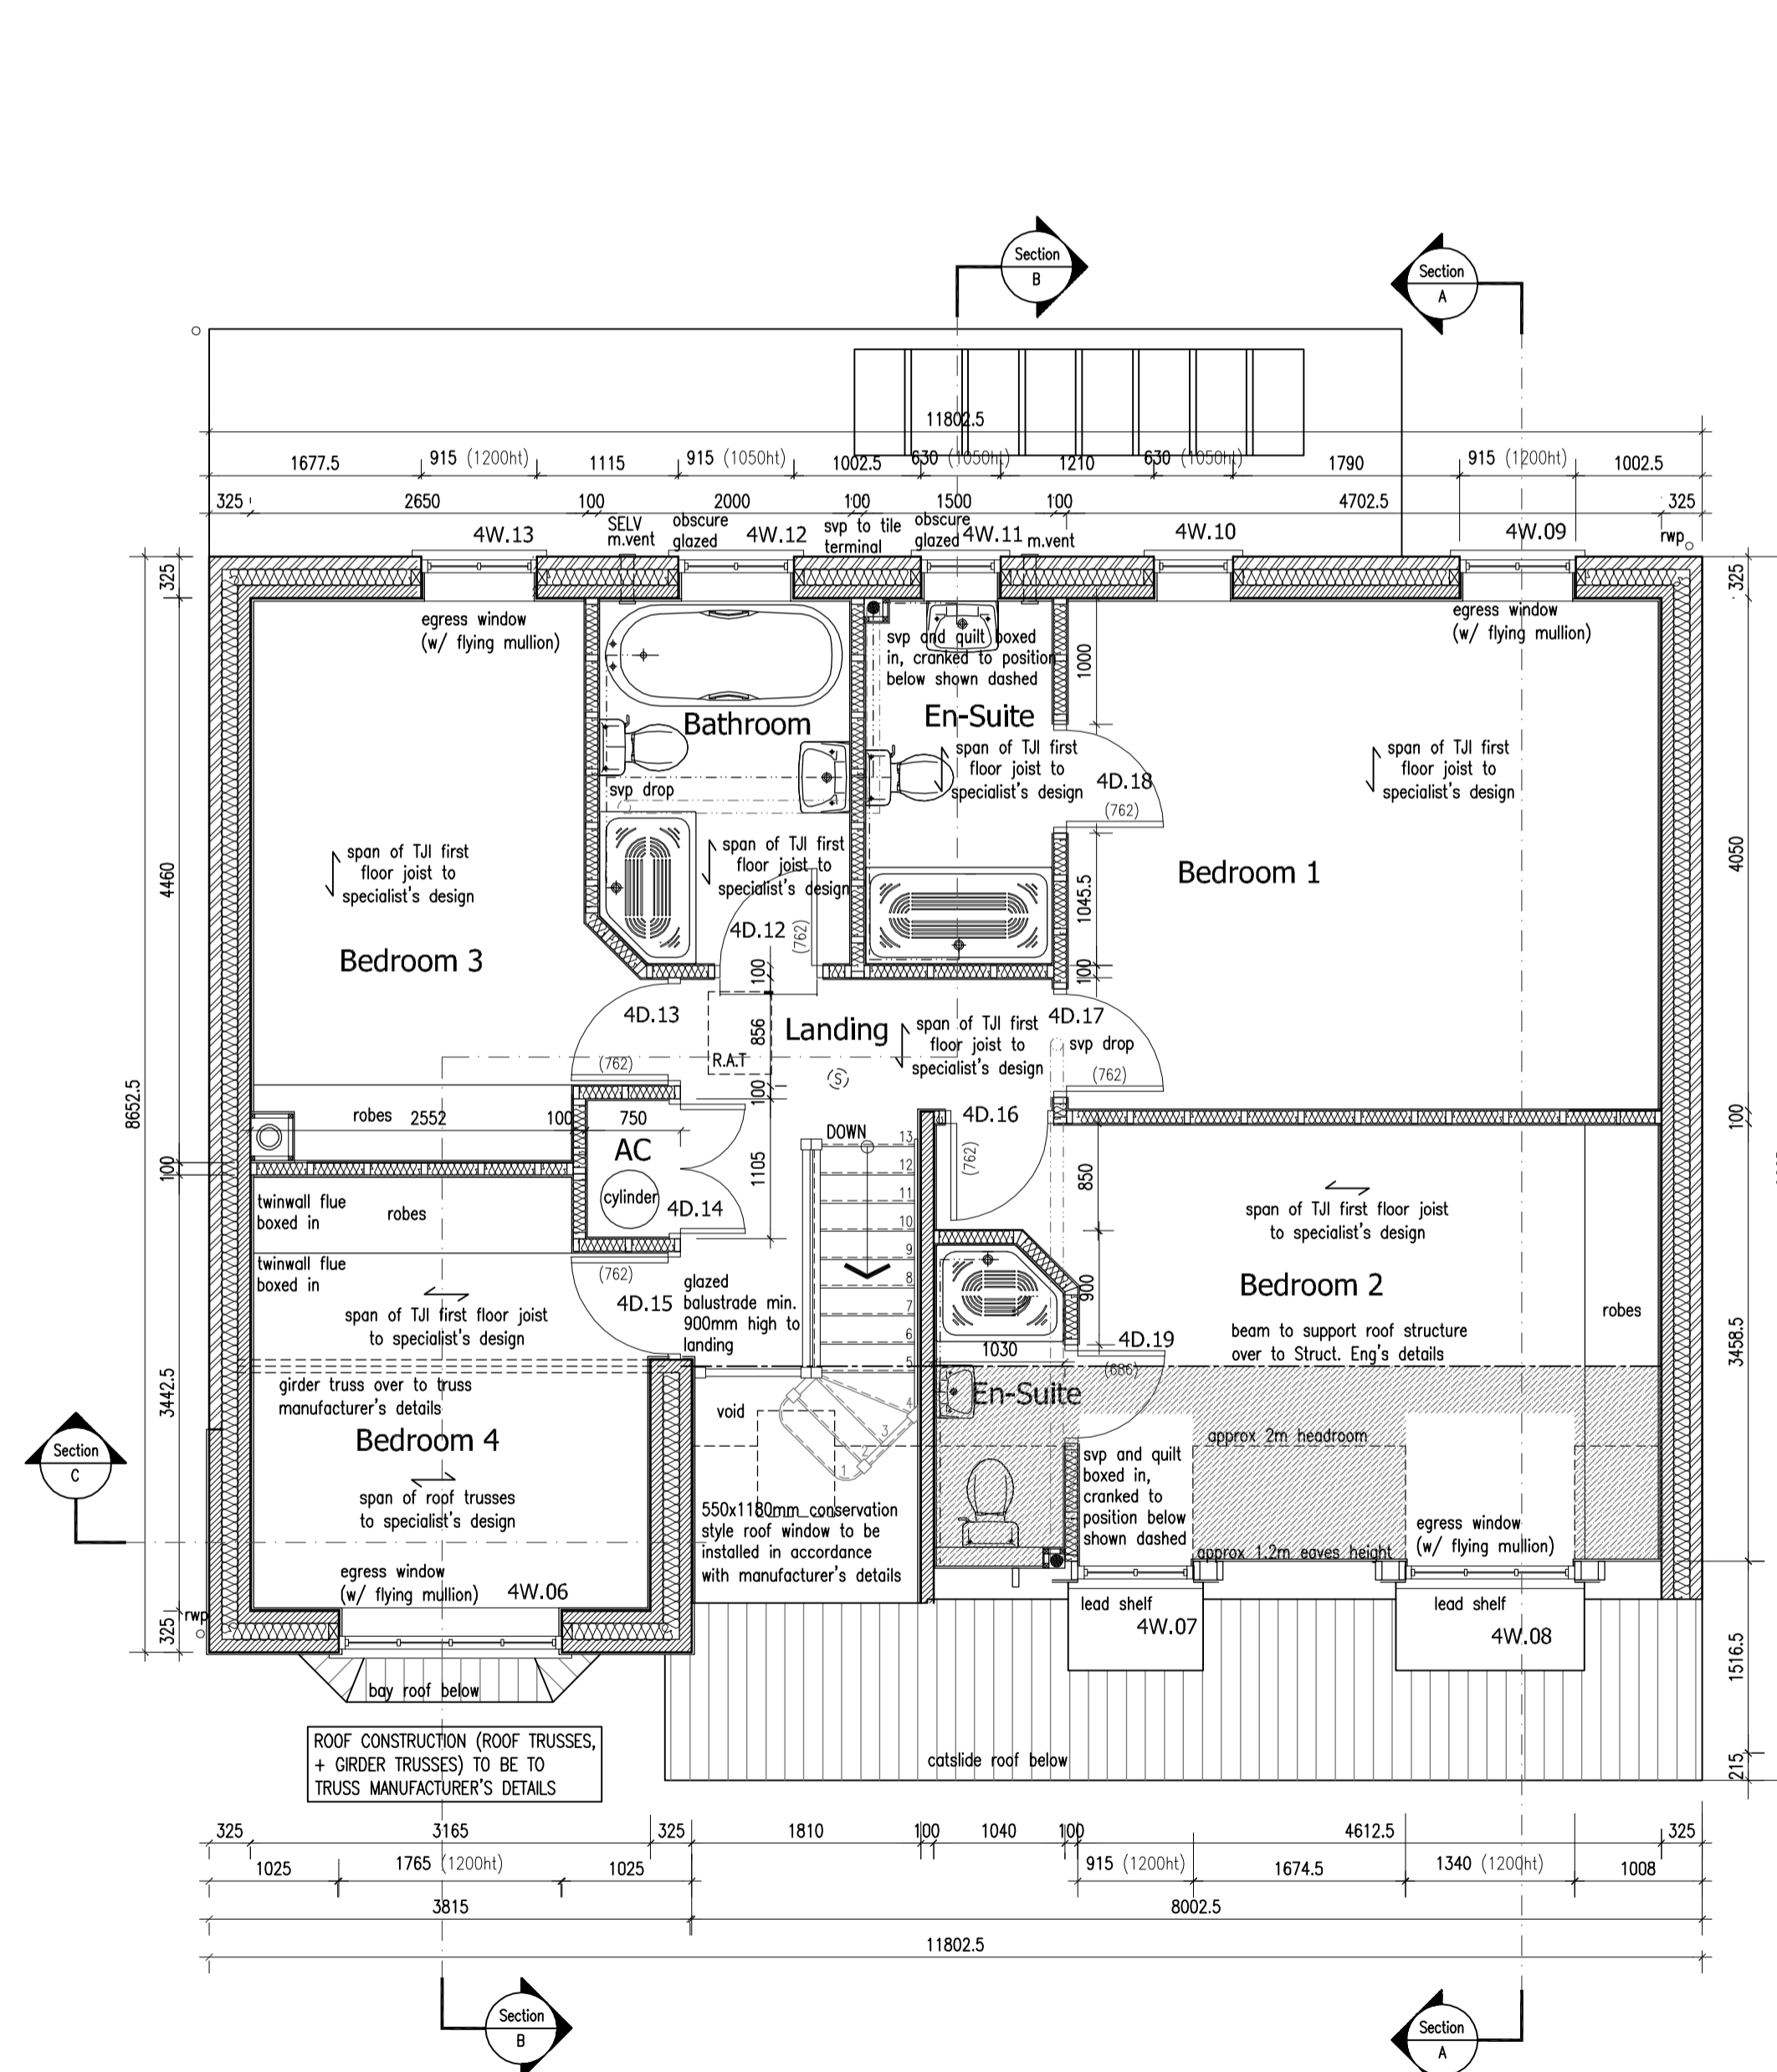 Section
B
Section
A
11802.5
1677.5
915 (1200ht)
1115
915 (1050ht)
1002.5
630 (1050ht)
1210
630 (1050ht)
1790
915 (1200ht)
1002.5
325
2650
100
2000
100
1500
100
4702.5
325
4W.13
SELV
m.vent
obscure
glazed
4W.12
svp to tile
terminal
obscure
glazed
4W.11
m.vent
4W.10
4W.09
rwp
325
325
egress window
(w/ flying mullion)
egress window
(w/ flying mullion)
svp and quilt boxed
in, cranked to position
below shown dashed
1000
Bathroom
En-Suite
span of TJI first
floor joist to
specialist's design
4D.18
(762)
span of TJI first
floor joist to
specialist's design
svp drop
span of TJI first
floor joist to
specialist's design
span of TJI first
floor joist to
specialist's design
4460
4050
Bedroom 1
1045.5
4D.12
(762)
Bedroom 3
100
100
4D.13
(762)
856
Landing
R.A.T
S
span of TJI first
floor joist to
specialist's design
4D.17
svp drop
(762)
8652.5
100
robes
2552
100
750
AC
cylinder
4D.14
1105
DOWN
13
12
11
10
9
8
7
6
5
4
3
2
1
4D.16
(762)
850
100
100
twinwall flue
boxed in
robes
twinwall flue
boxed in
span of TJI first floor joist
to specialist's design
(762)
4D.15
glazed
balustrade min.
900mm high to
landing
span of TJI first floor joist
to specialist's design
Bedroom 2
900
robes
beam to support roof structure
over to Struct. Eng's details
3458.5
1030
4D.19
(686)
En-Suite
3442.5
girder truss over to truss
manufacturer's details
Bedroom 4
void
approx 2m headroom
Section
C
span of roof trusses
to specialist's design
550x1180mm conservation
style roof window to be
installed in accordance
with manufacturer's details
svp and quilt
boxed in,
cranked to
position below
shown dashed
approx 1.2m eaves height
egress window
(w/ flying mullion)
egress window
(w/ flying mullion)
4W.06
rwp
325
lead shelf
4W.07
lead shelf
4W.08
1516.5
bay roof below
catslide roof below
215
ROOF CONSTRUCTION (ROOF TRUSSES,
+ GIRDER TRUSSES) TO BE TO
TRUSS MANUFACTURER'S DETAILS
325
3165
325
1810
100
1040
100
4612.5
325
1025
1765 (1200ht)
1025
915 (1200ht)
1674.5
1340 (1200ht)
1008
3815
8002.5
11802.5
Section
B
Section
A